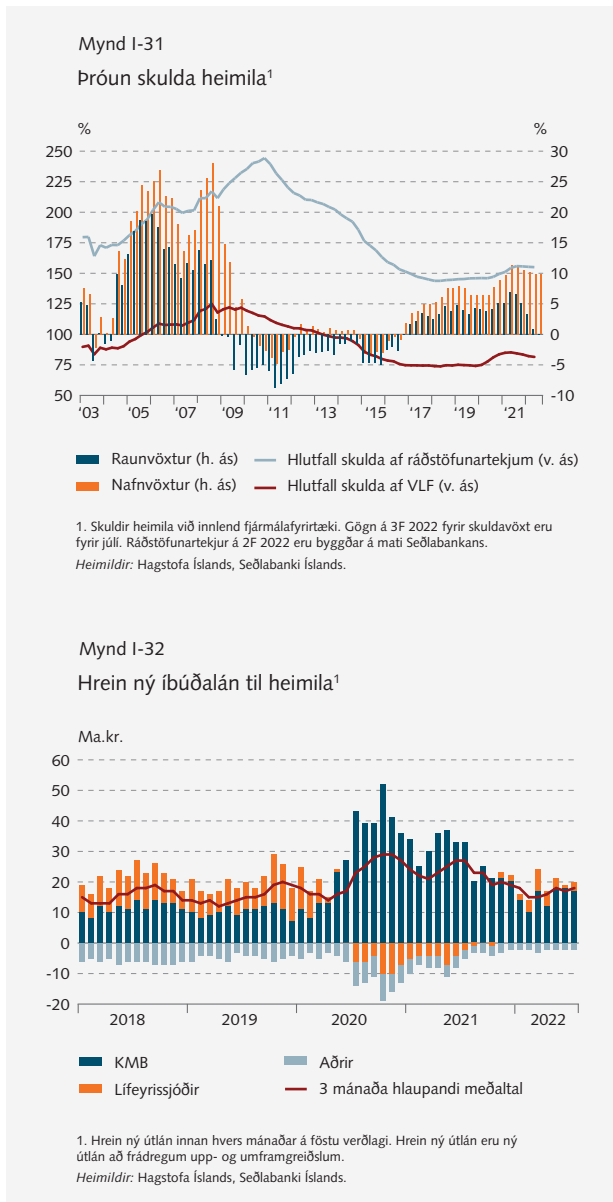 Mynd I-31
Þróun skulda heimila¹
% %
250 30
225 25
200 20
175 15
150 10
125 5
100 0
75 -5
50 -10
‘03 ‘05 ‘07 ‘09 ‘11 ‘13 ‘15 ‘17 ‘19 ‘21
Raunvöxtur (h. ás) Hlutfall skulda af ráðstöfunartekjum (v. ás)
Nafnvöxtur (h. ás) Hlutfall skulda af VLF (v. ás)
1. Skuldir heimila við innlend fjármálafyrirtæki. Gögn á 3F 2022 fyrir skuldavöxt eru
fyrir júlí. Ráðstöfunartekjur á 2F 2022 eru byggðar á mati Seðlabankans.
Heimildir: Hagstofa Íslands, Seðlabanki Íslands.
Mynd I-32
Hrein ný íbúðalán til heimila¹
Ma.kr.
60
50
40
30
20
10
0
-10
-20
2018 2019 2020 2021 2022
KMB Aðrir
Lífeyrissjóðir 3 mánaða hlaupandi meðaltal
1. Hrein ný útlán innan hvers mánaðar á föstu verðlagi. Hrein ný útlán eru ný
útlán að frádregum upp- og umframgreiðslum.
Heimildir: Hagstofa Íslands, Seðlabanki Íslands.